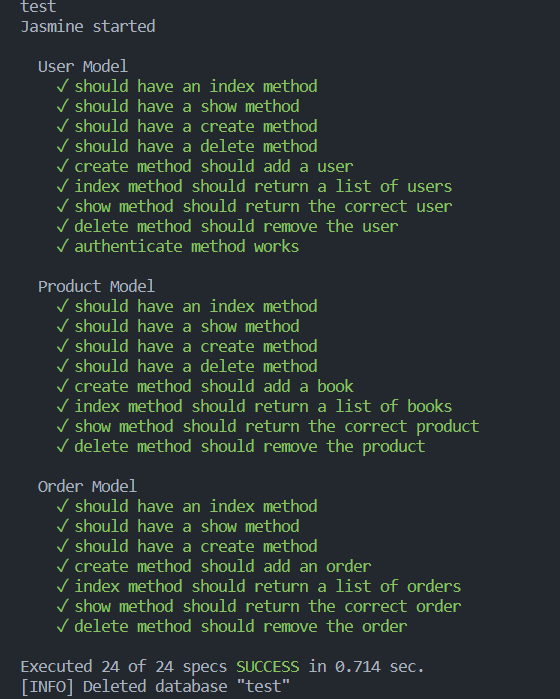 test
Jasmine started
User Model
✓ should have an index method
✓ should have a show method
✓ should have a create method
✓ should have a delete method
✓ create method should add a user
✓ index method should return a list of users
✓ show method should return the correct user
✓ delete method should remove the user
✓ authenticate method works
Product Model
✓ should have an index method
✓ should have a show method
✓ should have a create method
✓ should have a delete method
✓ create method should add a book
✓ index method should return a list of books
✓ show method should return the correct product
✓ delete method should remove the product
Order Model
✓ should have an index method
✓ should have a show method
✓ should have a create method
✓ create method should add an order
✓ index method should return a list of orders
✓ show method should return the correct order
✓ delete method should remove the order
Executed 24 of 24 specs SUCCESS in 0.714 sec.
[INFO] Deleted database "test"